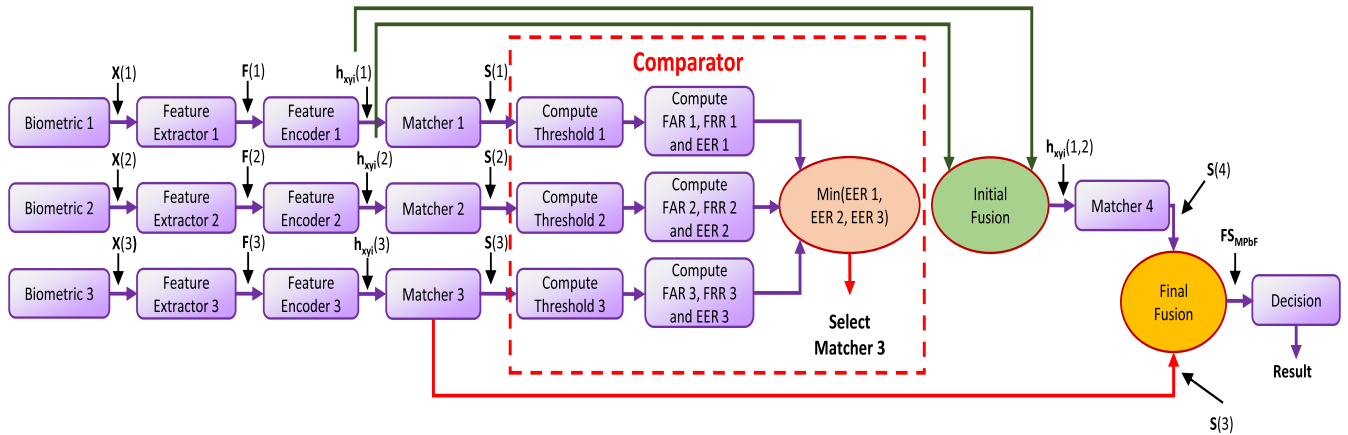 Comparator
X(1)
F(1)
hxyi(1)
S(1)
Biometric 1
Feature
Extractor 1
Feature
Encoder 1
Matcher 1
Compute
Threshold 1
Compute
FAR 1, FRR 1
and EER 1
X(2)
F(2)
hxyi(2)
S(2)
Biometric 2
Feature
Extractor 2
Feature
Encoder 2
Matcher 2
Compute
Threshold 2
Compute
FAR 2, FRR 2
and EER 2
Min(EER 1,
EER 2, EER 3)
Initial
Fusion
hxyi(1,2)
Matcher 4
S(4)
X(3)
F(3)
hxyi(3)
S(3)
Biometric 3
Feature
Extractor 3
Feature
Encoder 3
Matcher 3
Compute
Threshold 3
Compute
FAR 3, FRR 3
and EER 3
Select
Matcher 3
Final
Fusion
FSMPbF
Decision
Result
S(3)